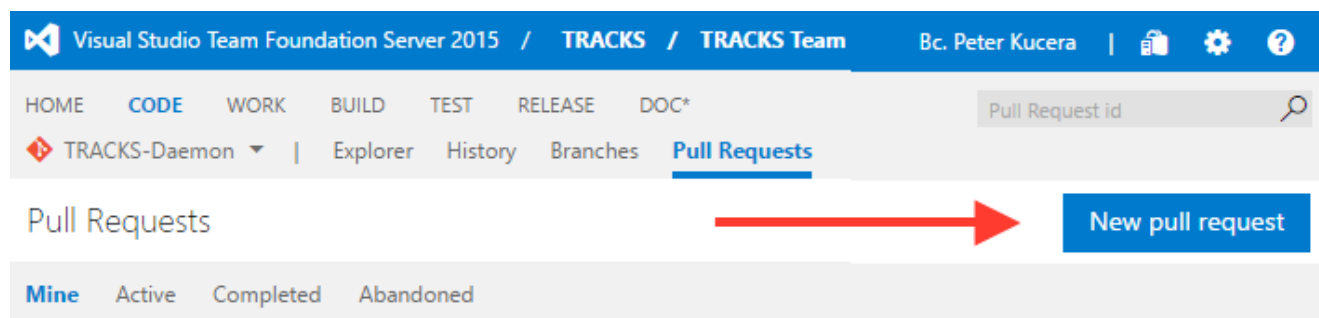 Visual Studio Team Foundation Server 2015 / TRACKS / TRACKS Team Bc. Peter Kucera |
HOME CODE WORK BUILD TEST RELEASE DOC* Pull Request id
TRACKS-Daemon | Explorer History Branches Pull Requests
Pull Requests New pull request
Mine Active Completed Abandoned